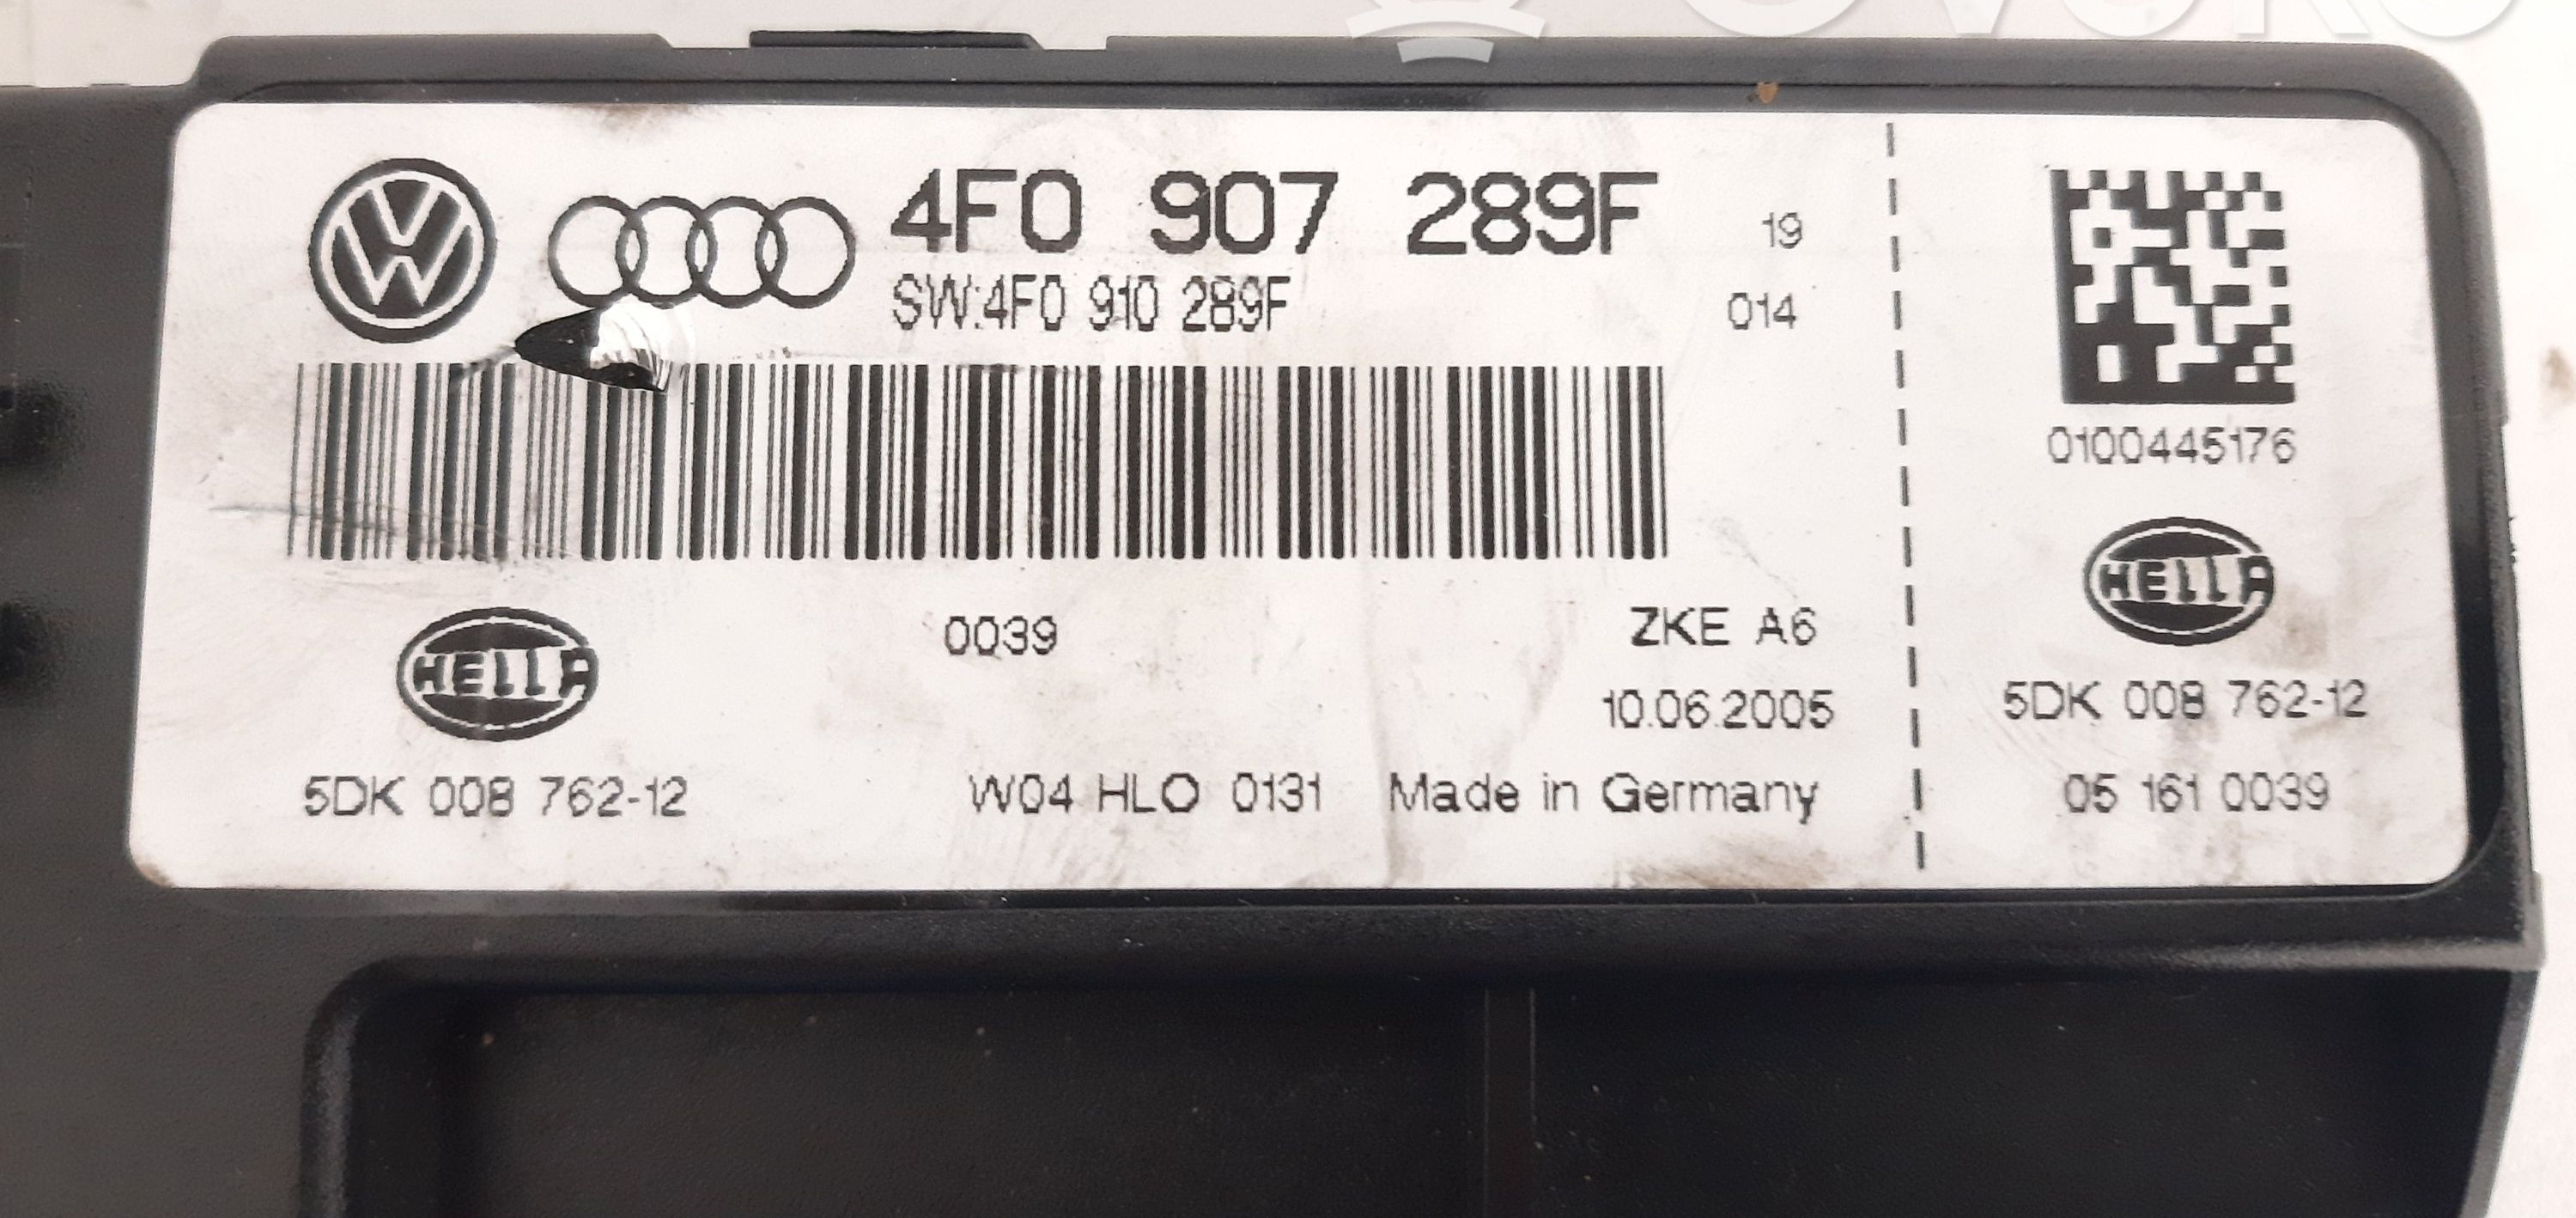 4F0 907 289F 19
SW:4F0 910 289F 014
0039
ZKE A6
HELLA
10.06.2005
5DK 008 762-12 W04 HLO 0131 Made in Germany
0100445176
HELLA
5DK 008 762-12
05 161 0039